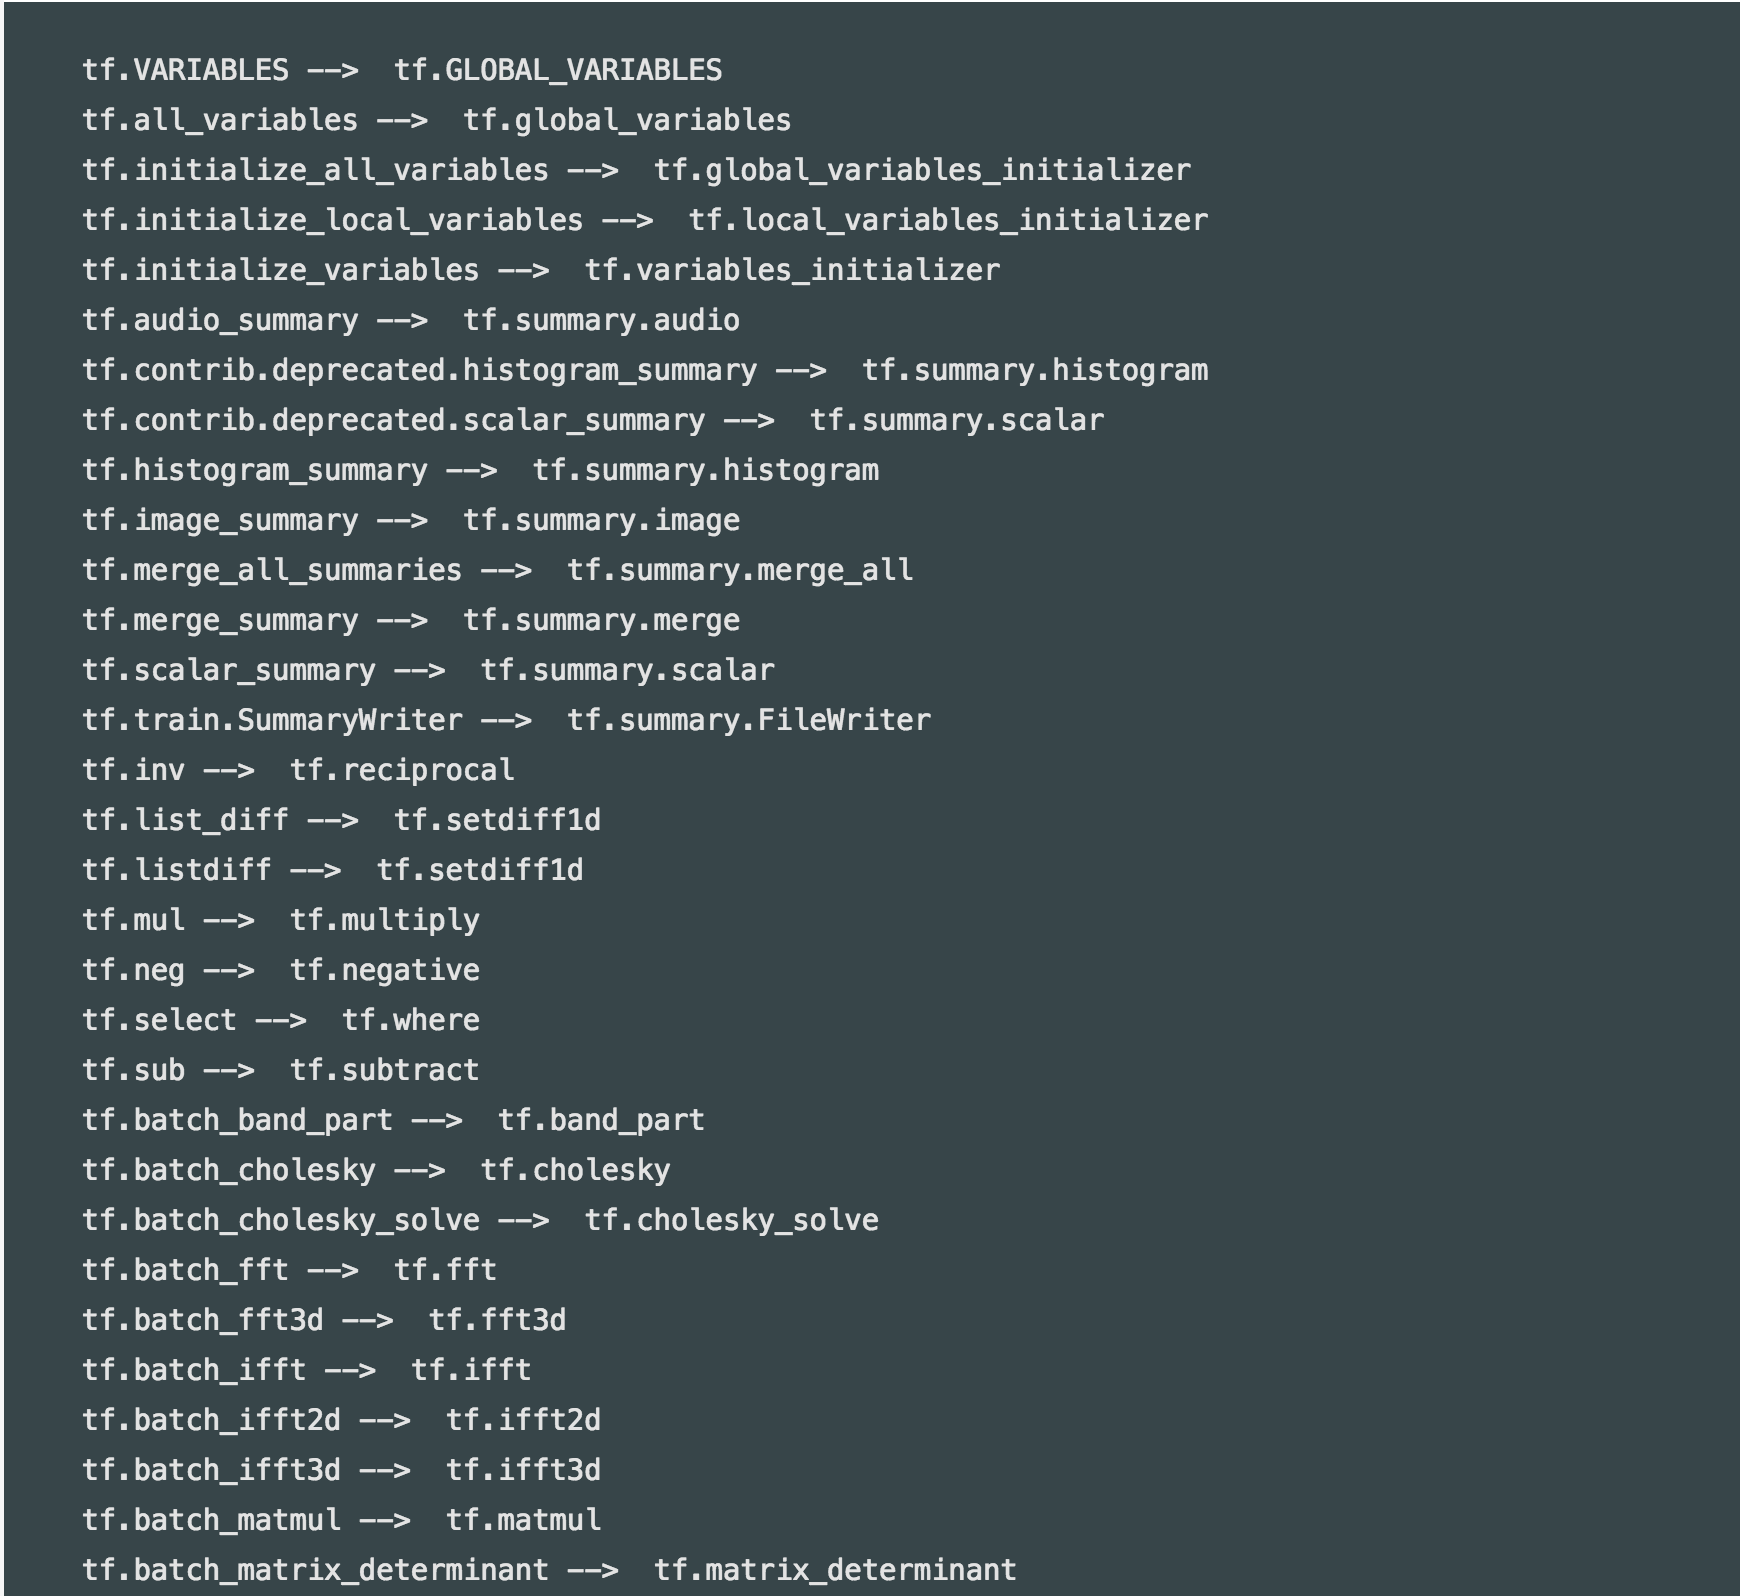 tf.VARIABLES -->  tf.GLOBAL_VARIABLES
tf.all_variables -->  tf.global_variables
tf.initialize_all_variables -->  tf.global_variables_initializer
tf.initialize_local_variables -->  tf.local_variables_initializer
tf.initialize_variables -->  tf.variables_initializer
tf.audio_summary -->  tf.summary.audio
tf.contrib.deprecated.histogram_summary -->  tf.summary.histogram
tf.contrib.deprecated.scalar_summary -->  tf.summary.scalar
tf.histogram_summary -->  tf.summary.histogram
tf.image_summary -->  tf.summary.image
tf.merge_all_summaries -->  tf.summary.merge_all
tf.merge_summary -->  tf.summary.merge
tf.scalar_summary -->  tf.summary.scalar
tf.train.SummaryWriter -->  tf.summary.FileWriter
tf.inv -->  tf.reciprocal
tf.list_diff -->  tf.setdiff1d
tf.listdiff -->  tf.setdiff1d
tf.mul -->  tf.multiply
tf.neg -->  tf.negative
tf.select -->  tf.where
tf.sub -->  tf.subtract
tf.batch_band_part -->  tf.band_part
tf.batch_cholesky -->  tf.cholesky
tf.batch_cholesky_solve -->  tf.cholesky_solve
tf.batch_fft -->  tf.fft
tf.batch_fft3d -->  tf.fft3d
tf.batch_ifft -->  tf.ifft
tf.batch_ifft2d -->  tf.ifft2d
tf.batch_ifft3d -->  tf.ifft3d
tf.batch_matmul -->  tf.matmul
tf.batch_matrix_determinant -->  tf.matrix_determinant